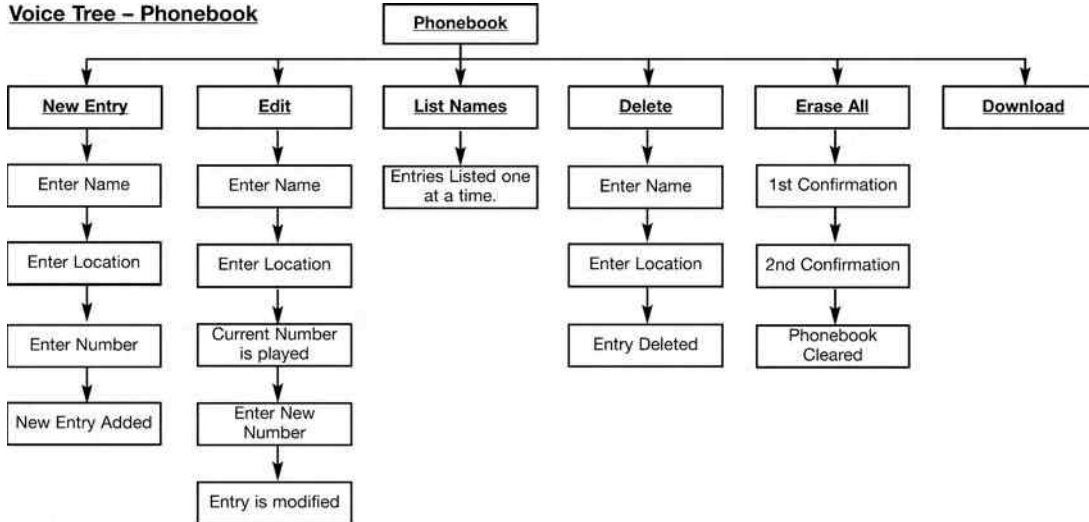 Voice Tree – Phonebook
Phonebook
New Entry
Edit
List Names
Delete
Erase All
Download
Enter Name
Enter Name
Entries Listed one
at a time.
Enter Name
1st Confirmation
Enter Location
Enter Location
Enter Location
2nd Confirmation
Enter Number
Current Number
is played
Entry Deleted
Phonebook
Cleared
New Entry Added
Enter New
Number
Entry is modified